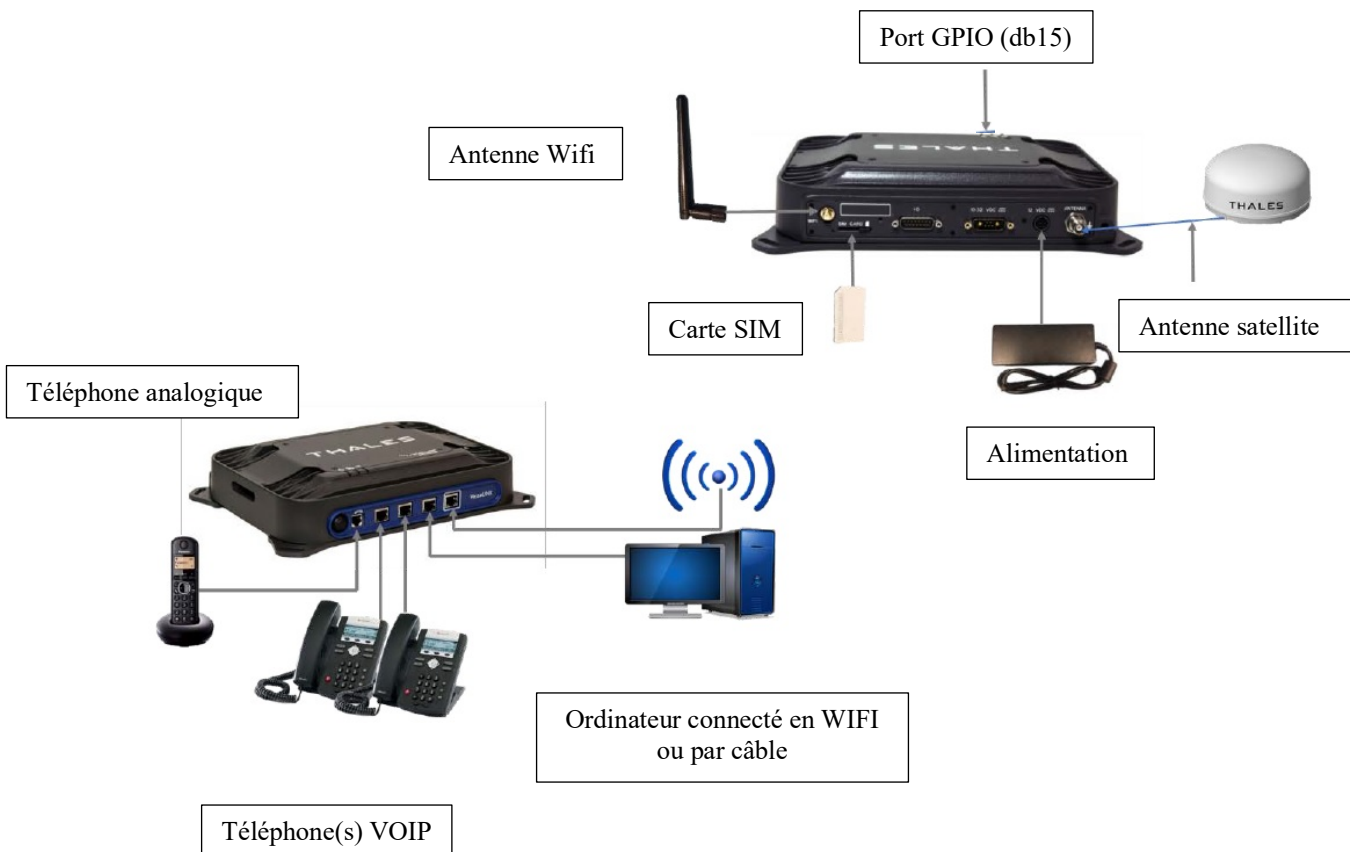 Port GPIO (db15)
Antenne Wifi
THALES
THALES
Carte SIM
Antenne satellite
Alimentation
Téléphone analogique
THALES
Ordinateur connecté en WIFI
ou par câble
Téléphone(s) VOIP